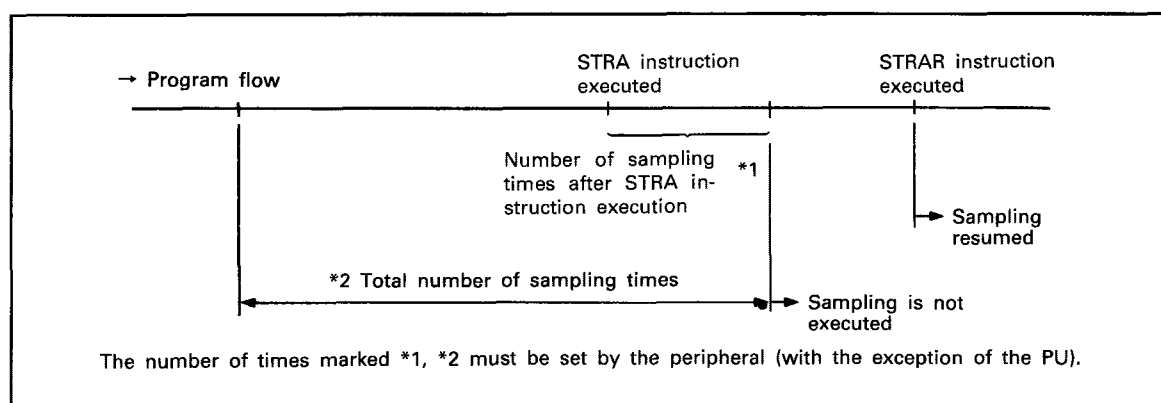 STRA instruction
executed
STRAR instruction
executed
→ Program flow
Number of sampling
times after STRA in-
struction execution
*1
Sampling
resumed
*2 Total number of sampling times
Sampling is not
executed
The number of times marked *1, *2 must be set by the peripheral (with the exception of the PU).